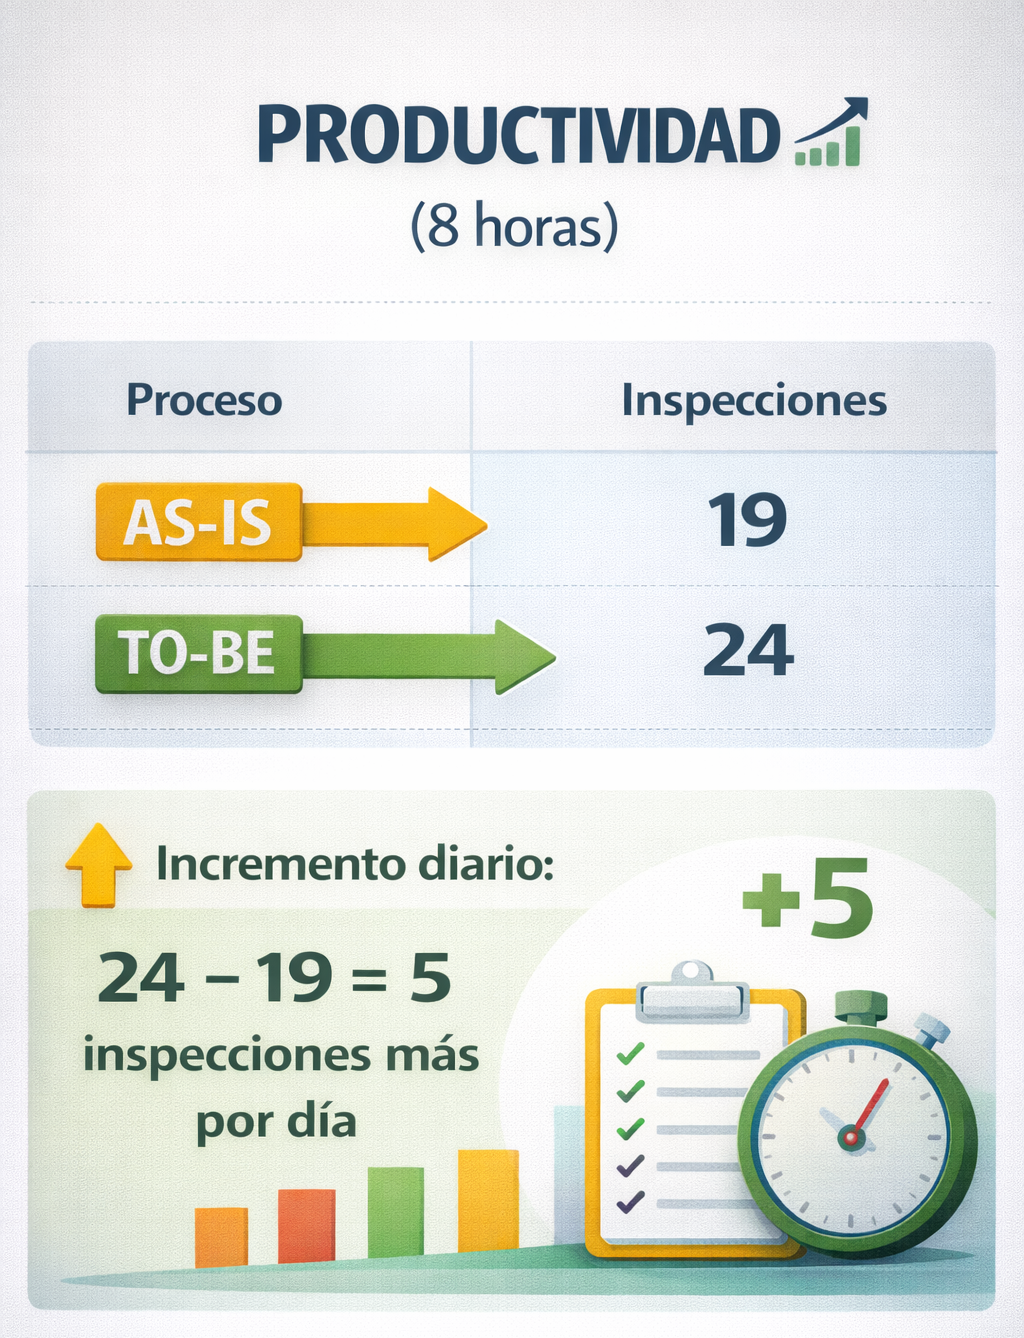 PRODUCTIVIDAD
(8 horas)
Proceso
Inspecciones
AS-IS
19
TO-BE
24
Incremento diario:
+5
24 – 19 = 5
inspecciones más
por día